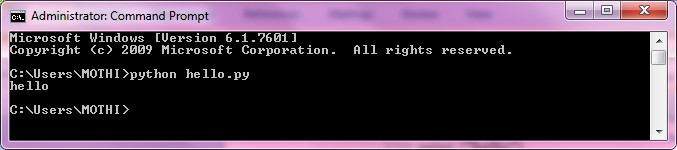 Administrator: Command Prompt
Microsoft Windows [Version 6.1.7601]
Copyright (c) 2009 Microsoft Corporation.  All rights reserved.
C:\Users\MOTHI>python hello.py
hello
C:\Users\MOTHI>